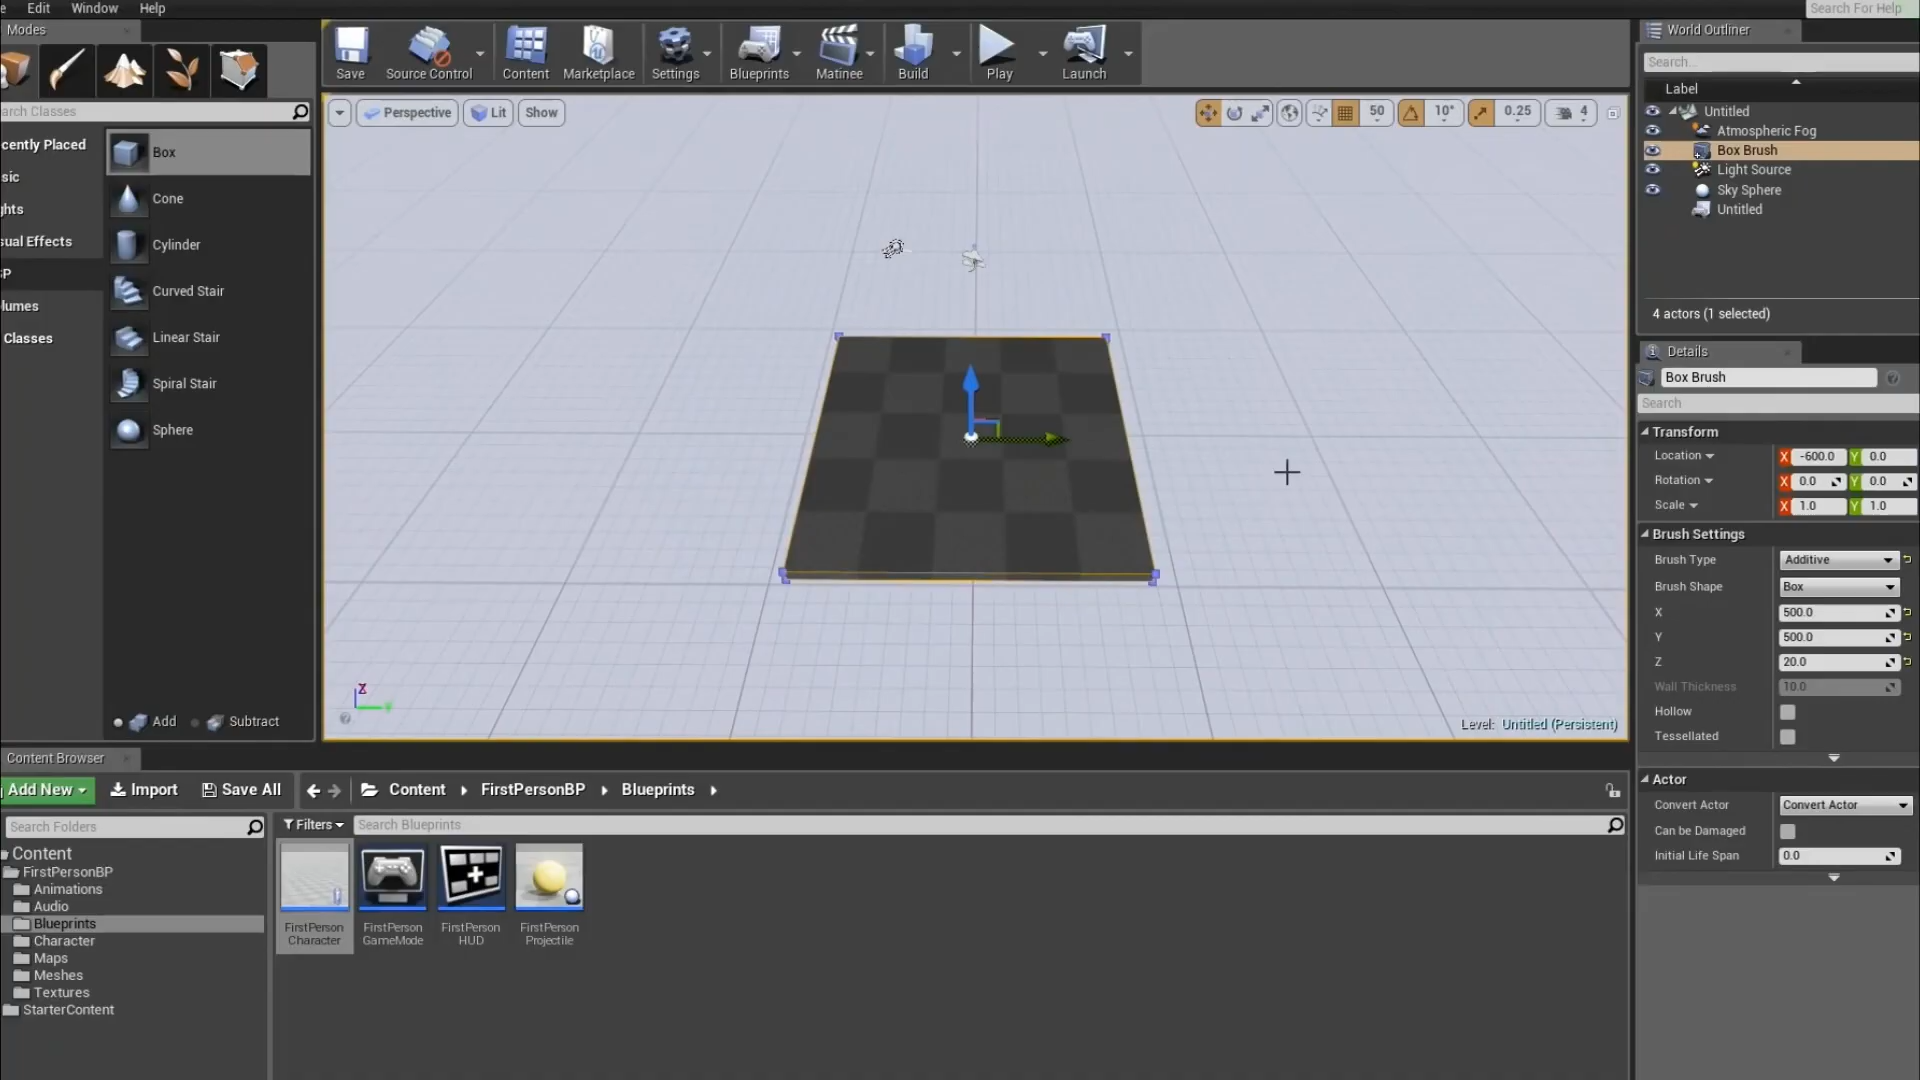 e Edit Window Help Search For Help
Modes
World Outliner
Save Source Control Content Marketplace Settings Blueprints Matinee Build Play Launch
Search...
arch Classes
Label
Perspective Lit Show 50 10° 0.25 4
Untitled
Atmospheric Fog
Box Brush
Light Source
Sky Sphere
Untitled
4 actors (1 selected)
ecently Placed
sic
ghts
sual Effects
SP
lumes
Classes
Box
Cone
Cylinder
Curved Stair
Linear Stair
Spiral Stair
Sphere
Add Subtract
Z
Level: Untitled (Persistent)
Details
Box Brush
Search
Transform
Location X -600.0 Y 0.0
Rotation X 0.0 Y 0.0
Scale X 1.0 Y 1.0
Brush Settings
Brush Type Additive
Brush Shape Box
X 500.0
Y 500.0
Z 20.0
Wall Thickness 10.0
Hollow
Tessellated
Actor
Convert Actor Convert Actor
Can be Damaged
Initial Life Span 0.0
Content Browser
Add New Import Save All Content FirstPersonBP Blueprints
Search Folders
Filters Search Blueprints
Content
FirstPersonBP
Animations
Audio
Blueprints
Character
Maps
Meshes
Textures
StarterContent
FirstPerson Character
FirstPerson GameMode
FirstPerson HUD
FirstPerson Projectile